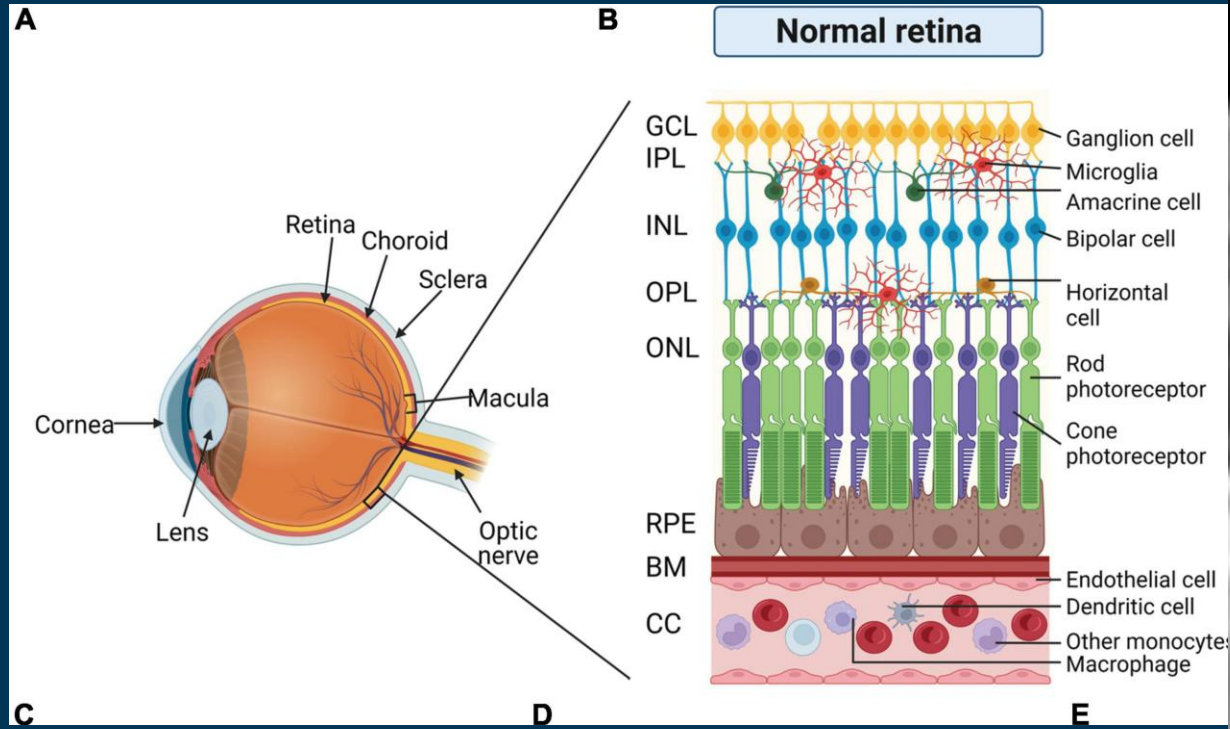 A
B
Normal retina
Retina
Choroid
Sclera
Macula
Cornea
Lens
Optic
nerve
GCL
IPL
INL
OPL
ONL
RPE
BM
CC
Ganglion cell
Microglia
Amacrine cell
Bipolar cell
Horizontal
cell
Rod
photoreceptor
Cone
photoreceptor
Endothelial cell
Dendritic cell
Other monocytes
Macrophage
C
D
E